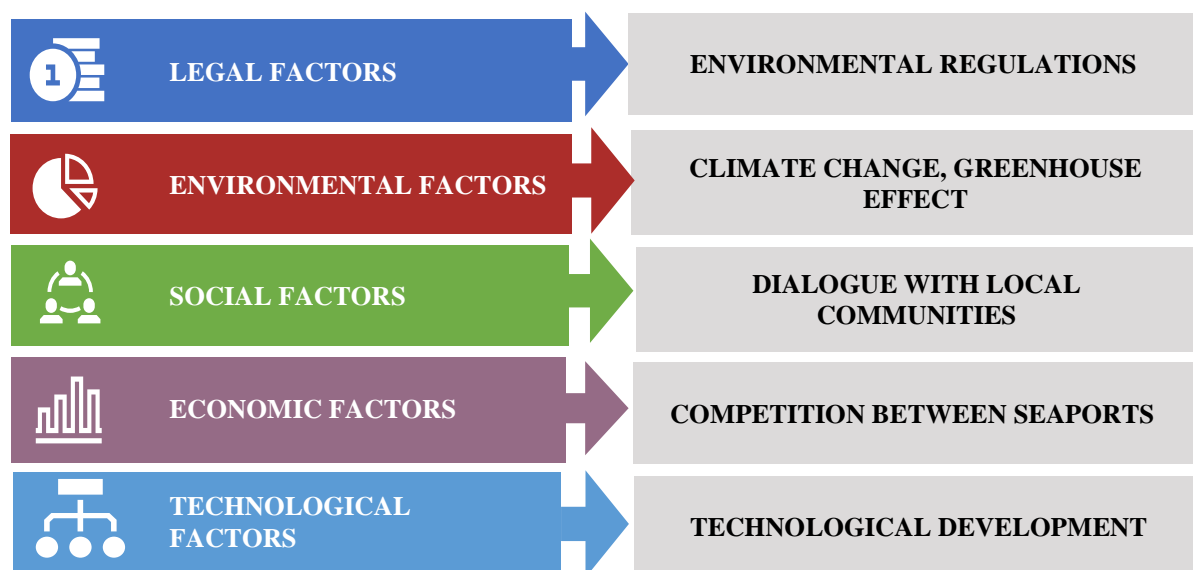 1
LEGAL FACTORS
ENVIRONMENTAL REGULATIONS
ENVIRONMENTAL FACTORS
CLIMATE CHANGE, GREENHOUSE
EFFECT
SOCIAL FACTORS
DIALOGUE WITH LOCAL
COMMUNITIES
ECONOMIC FACTORS
COMPETITION BETWEEN SEAPORTS
TECHNOLOGICAL
FACTORS
TECHNOLOGICAL DEVELOPMENT